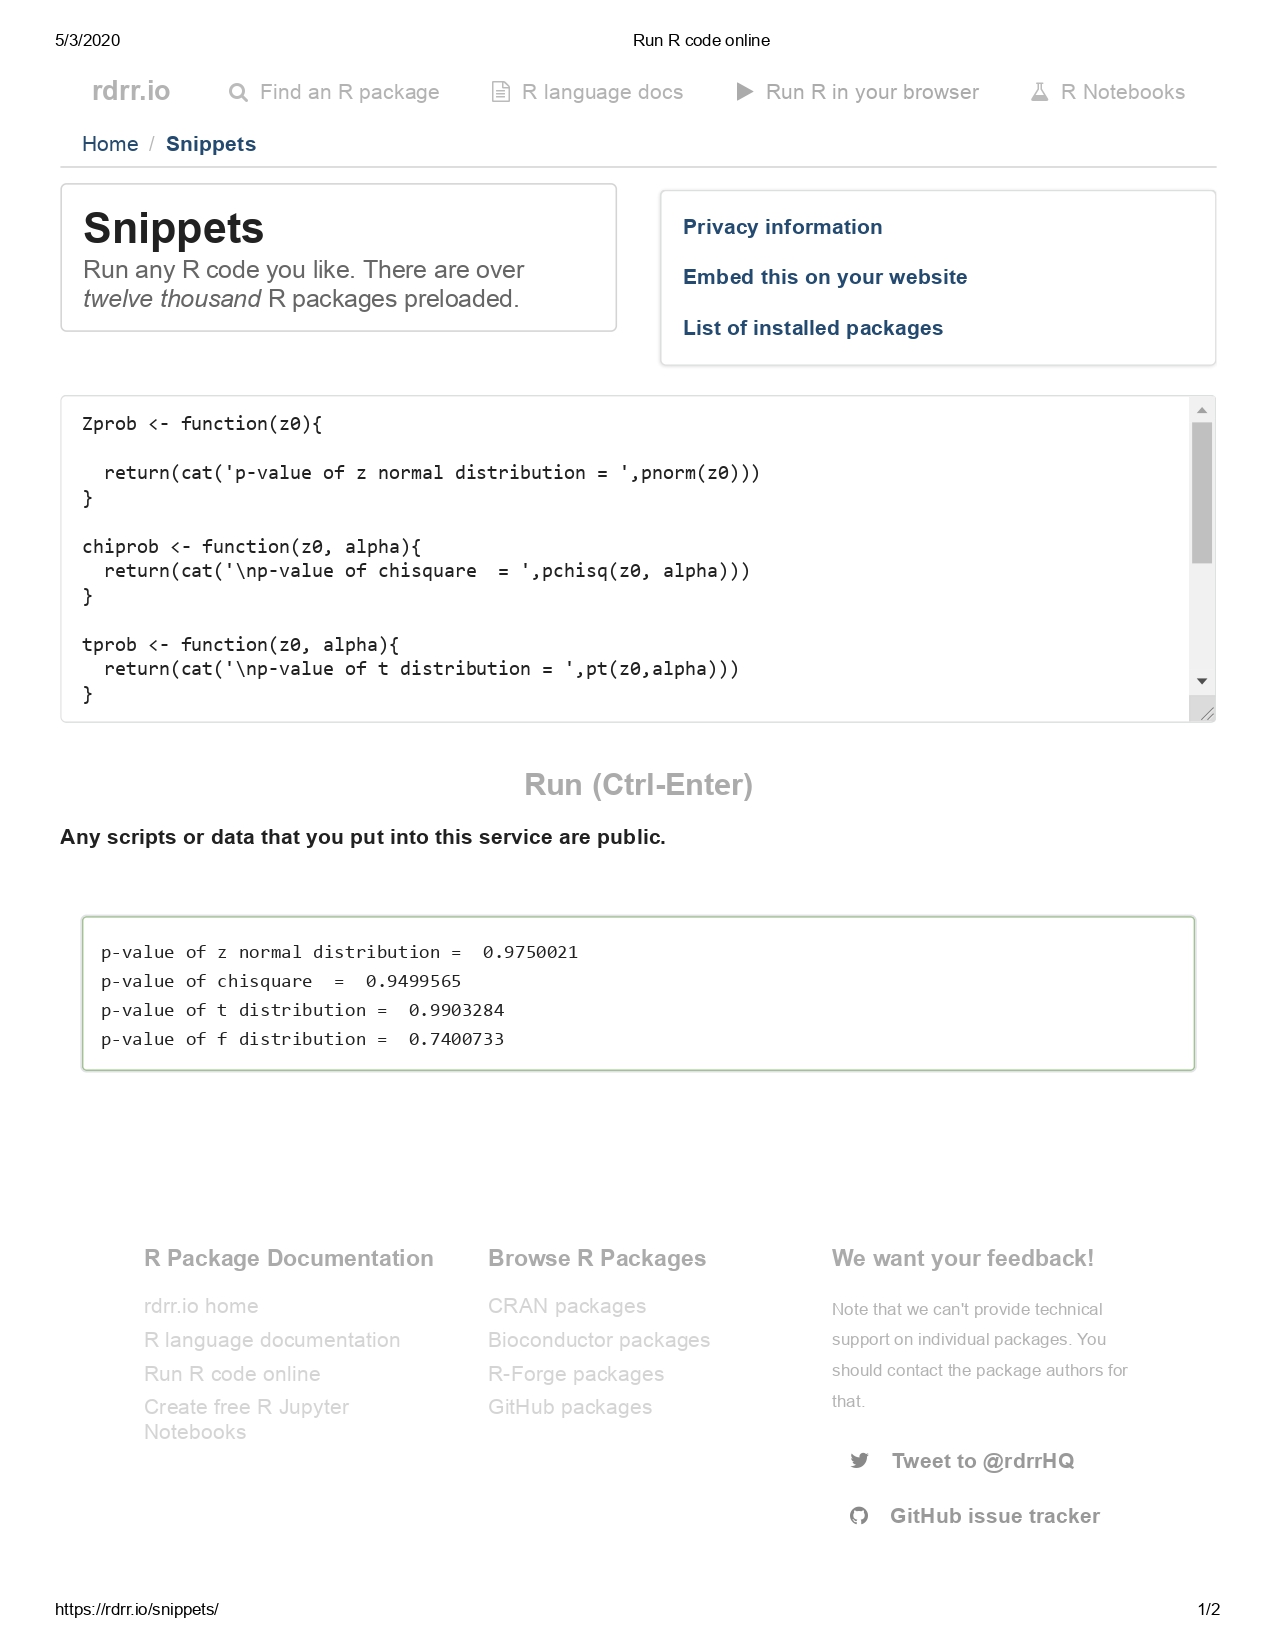 5/3/2020 Run R code online
rdrr.io Find an R package R language docs Run R in your browser R Notebooks
Home / Snippets
Snippets
Run any R code you like. There are over
twelve thousand R packages preloaded.
Privacy information
Embed this on your website
List of installed packages
Zprob <- function(z0){
  return(cat('p-value of z normal distribution = ',pnorm(z0)))
}
chiprob <- function(z0, alpha){
  return(cat('\np-value of chisquare  = ',pchisq(z0, alpha)))
}
tprob <- function(z0, alpha){
  return(cat('\np-value of t distribution = ',pt(z0,alpha)))
}
Run (Ctrl-Enter)
Any scripts or data that you put into this service are public.
p-value of z normal distribution =  0.9750021
p-value of chisquare  =  0.9499565
p-value of t distribution =  0.9903284
p-value of f distribution =  0.7400733
R Package Documentation
rdrr.io home
R language documentation
Run R code online
Create free R Jupyter
Notebooks
Browse R Packages
CRAN packages
Bioconductor packages
R-Forge packages
GitHub packages
We want your feedback!
Note that we can't provide technical
support on individual packages. You
should contact the package authors for
that.
Tweet to @rdrrHQ
GitHub issue tracker
https://rdrr.io/snippets/ 1/2